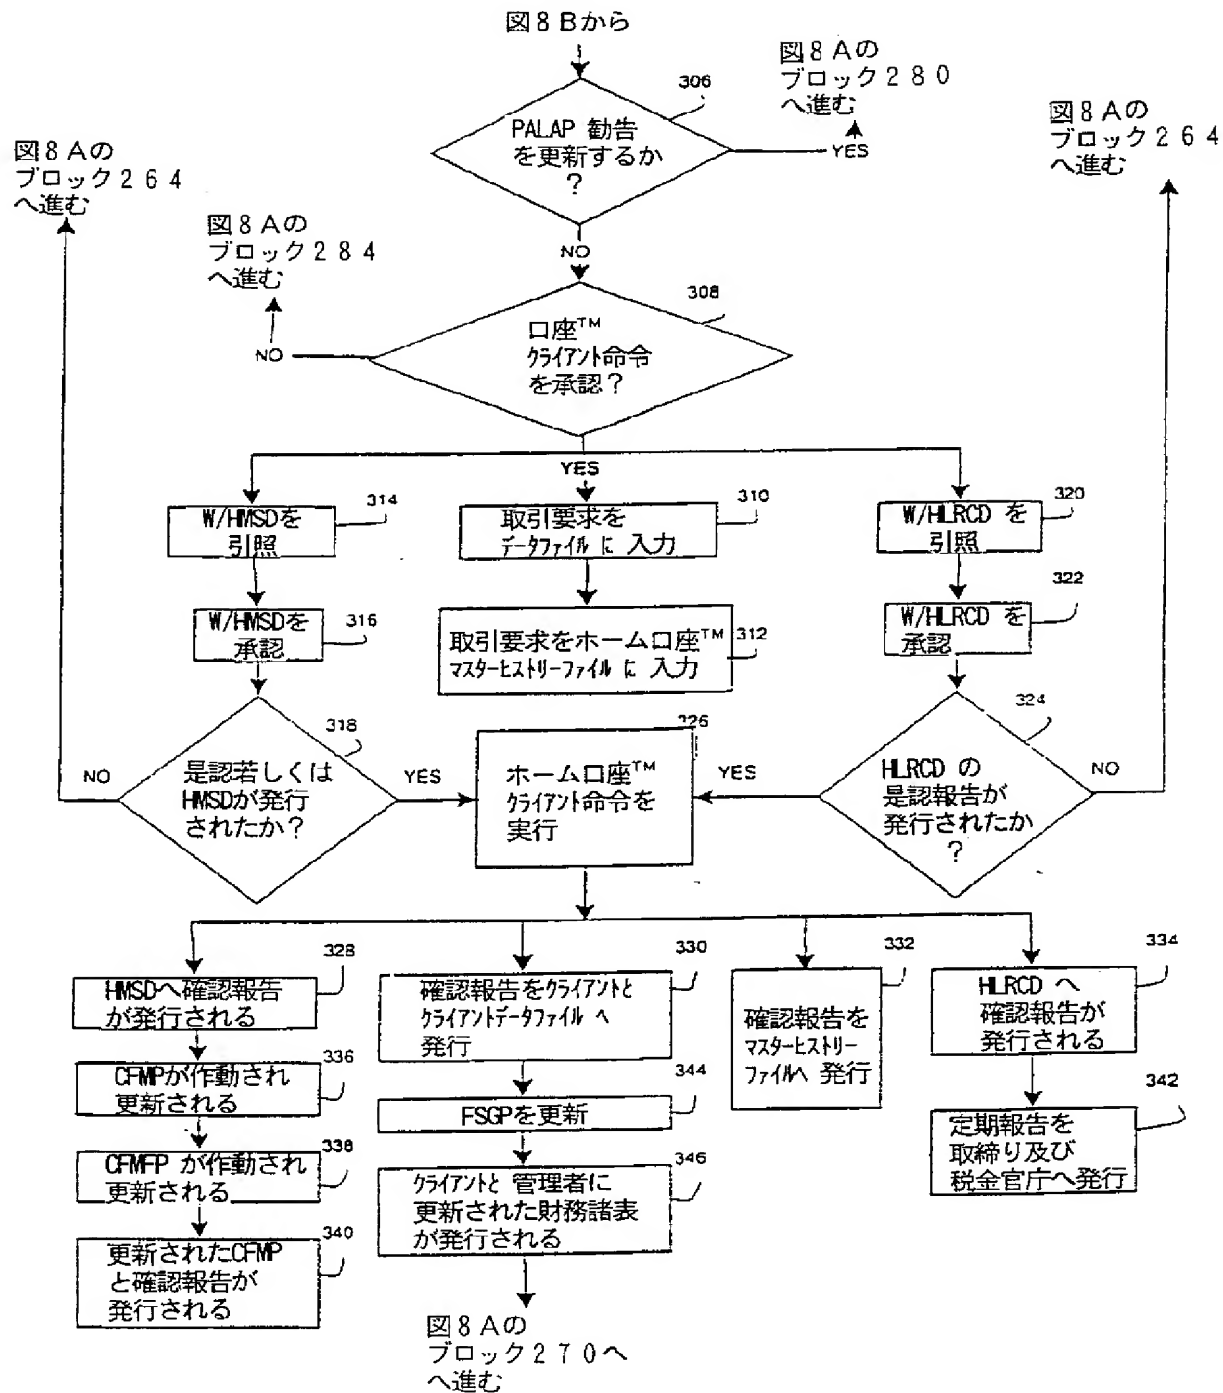 図8Bから
図8Aの
ブロック280
へ進む
306
PALAP 勧告
を更新するか
?
YES
図8Aの
ブロック264
へ進む
図8Aの
ブロック264
へ進む
図8Aの
ブロック284
へ進む
NO
308
口座™
クライアント命令
を承認?
NO
YES
314
W/HMSDを
引照
310
取引要求を
データファイル に 入力
320
W/HLRCD を
引照
316
W/HMSDを
承認
312
取引要求をホーム口座™
マスターヒストリーファイル に 入力
322
W/HLRCD を
承認
318
是認若しくは
HMSDが発行
されたか?
NO
YES
326
ホーム口座™
クライアント命令を
実行
324
HLRCD の
是認報告が
発行されたか
?
YES
NO
328
HMSDへ確認報告
が発行される
330
確認報告をクライアントと
クライアントデータファイル へ
発行
332
確認報告を
マスターヒストリー
ファイルへ 発行
334
HLRCD へ
確認報告が
発行される
336
CFMPが作動され
更新される
344
FSGPを更新
342
定期報告を
取締り及び
税金官庁へ発行
338
CFMFP が作動され
更新される
346
クライアントと 管理者に
更新された財務諸表
が発行される
340
更新されたCFMP
と確認報告が
発行される
図8Aの
ブロック270へ
へ進む